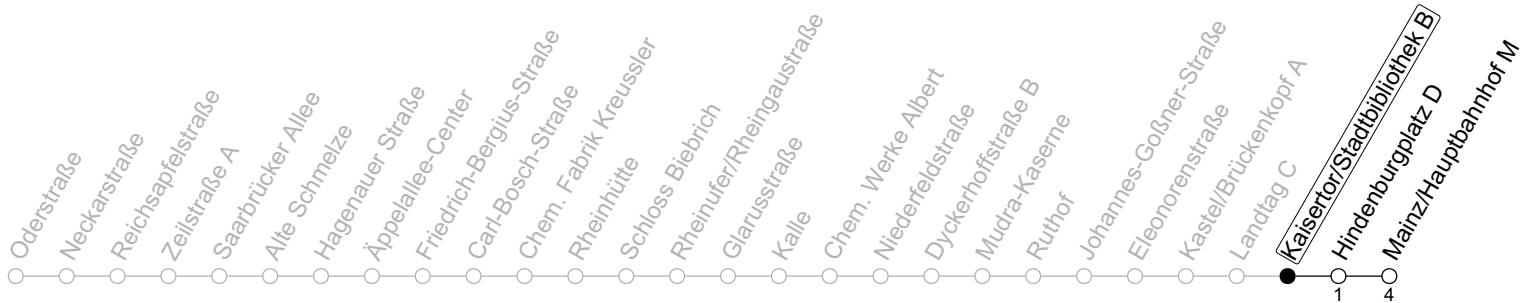 Oderstraße
Neckarstraße
Reichsapfelstraße
Zeilstraße A
Saarbrücker Allee
Alte Schmelze
Hagenauer Straße
Äppelallee-Center
Friedrich-Bergius-Straße
Carl-Bosch-Straße
Chem. Fabrik Kreussler
Rheinhütte
Schloss Biebrich
Rheinufer/Rheingaustraße
Glarusstraße
Kalle
Chem. Werke Albert
Niederfeldstraße
Dyckerhoffstraße B
Mudra-Kaserne
Ruthof
Johannes-Goßner-Straße
Eleonorenstraße
Kastel/Brückenkopf A
Landtag C
Kaisertor/Stadtbibliothek B
Hindenburgplatz D
Mainz/Hauptbahnhof M
1
4